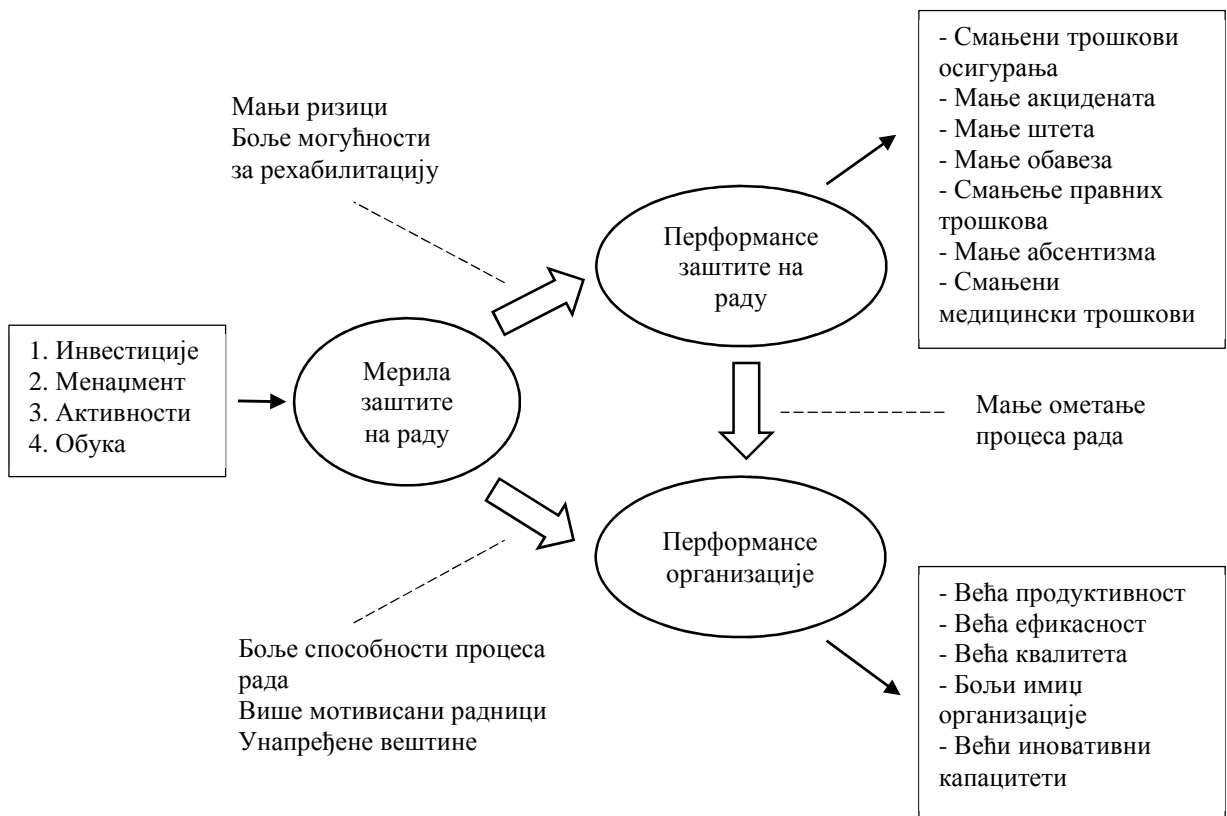 - Смањени трошкови
осигурања
- Мање акцидената
- Мање штета
- Мање обавеза
- Смањење правних
трошкова
- Мање абсентизма
- Смањени
медицински трошкови
Мањи ризици
Боље могућности
за рехабилитацију
Перформансе
заштите на
раду
1. Инвестиције
2. Менаџмент
3. Активности
4. Обука
Мерила
заштите
на раду
Мање ометање
процеса рада
Перформансе
организације
Боље способности процеса
рада
Више мотивисани радници
Унапређене вештине
- Већа продуктивност
- Већа ефикасност
- Већа квалитета
- Бољи имиџ
организације
- Већи иновативни
капацитети